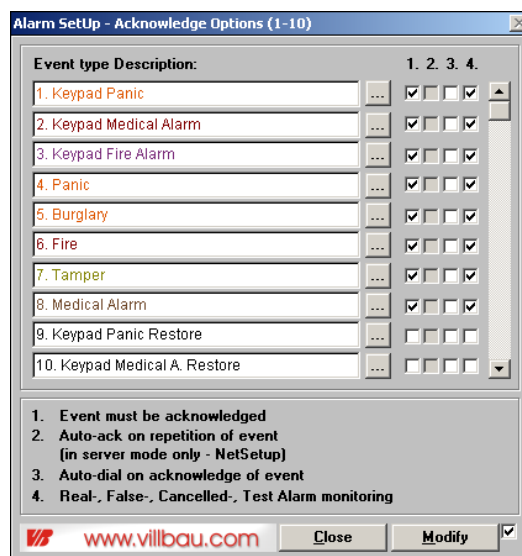 Alarm SetUp - Acknowledge Options (1-10)
Event type Description: 1. 2. 3. 4.
1. Keypad Panic ...
2. Keypad Medical Alarm ...
3. Keypad Fire Alarm ...
4. Panic ...
5. Burglary ...
6. Fire ...
7. Tamper ...
8. Medical Alarm ...
9. Keypad Panic Restore ...
10. Keypad Medical A. Restore ...
1. Event must be acknowledged
2. Auto-ack on repetition of event
(in server mode only - NetSetup)
3. Auto-dial on acknowledge of event
4. Real-, False-, Cancelled-, Test Alarm monitoring
VB www.villbau.com Close Modify